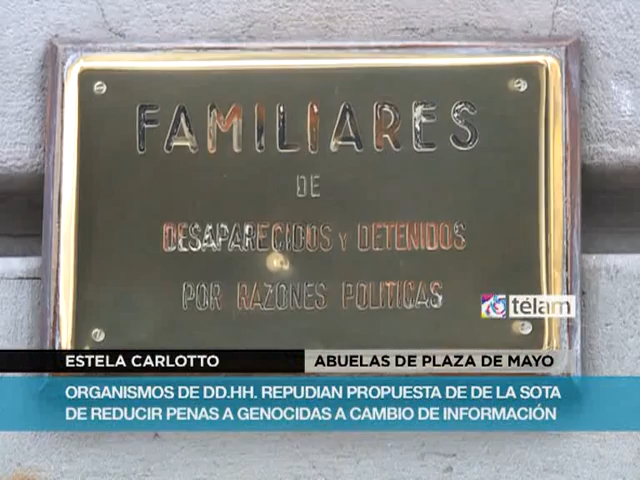 FAMILIARES
DE
DESAPARECIDOS Y DETENIDOS
POR RAZONES POLITICAS
télam
ESTELA CARLOTTO
ABUELAS DE PLAZA DE MAYO
ORGANISMOS DE DD.HH. REPUDIAN PROPUESTA DE DE LA SOTA
DE REDUCIR PENAS A GENOCIDAS A CAMBIO DE INFORMACIÓN